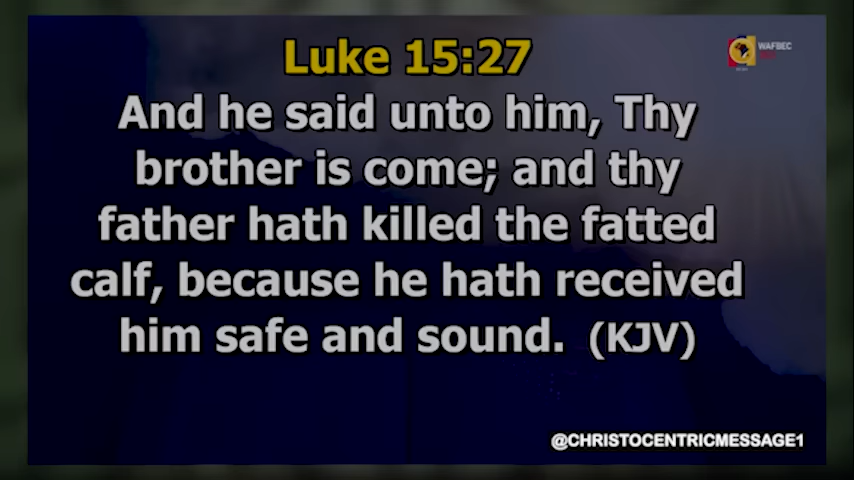 Luke 15:27
WAFBEC
And he said unto him, Thy
brother is come; and thy
father hath killed the fatted
calf, because he hath received
him safe and sound. (KJV)
@CHRISTOCENTRICMESSAGE1